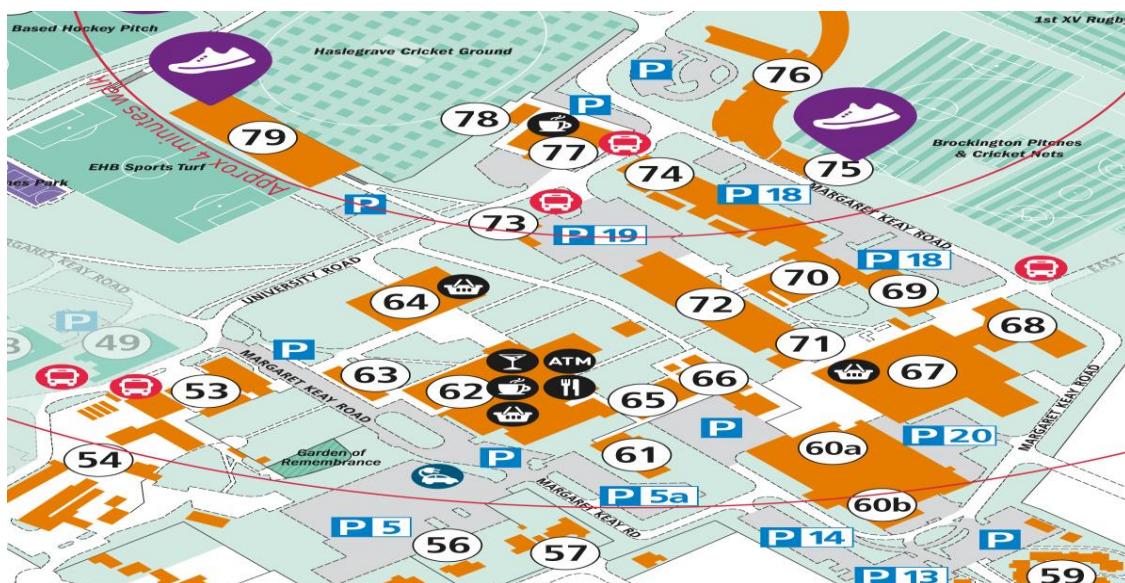 Based Hockey Pitch
Haslegrave Cricket Ground
1st XV Rugby
P
76
78
P
79
77
Approx 4 minutes walk
EHB Sports Turf
Brockington Pitches
& Cricket Nets
75
74
nes Park
P
P 18
MARGARET KEAY ROAD
73
P 19
P 18
EAST
MARGARET KEAY ROAD
UNIVERSITY ROAD
70
69
64
72
68
P
49
P
71
ATM
63
62
66
67
53
65
MARGARET KEAY ROAD
MARGARET KEAY ROAD
P
P 20
Garden of
Remembrance
54
P
61
60a
P 5a
60b
MARGARET KEAY RD
P 5
56
57
P 14
P
P 13
59